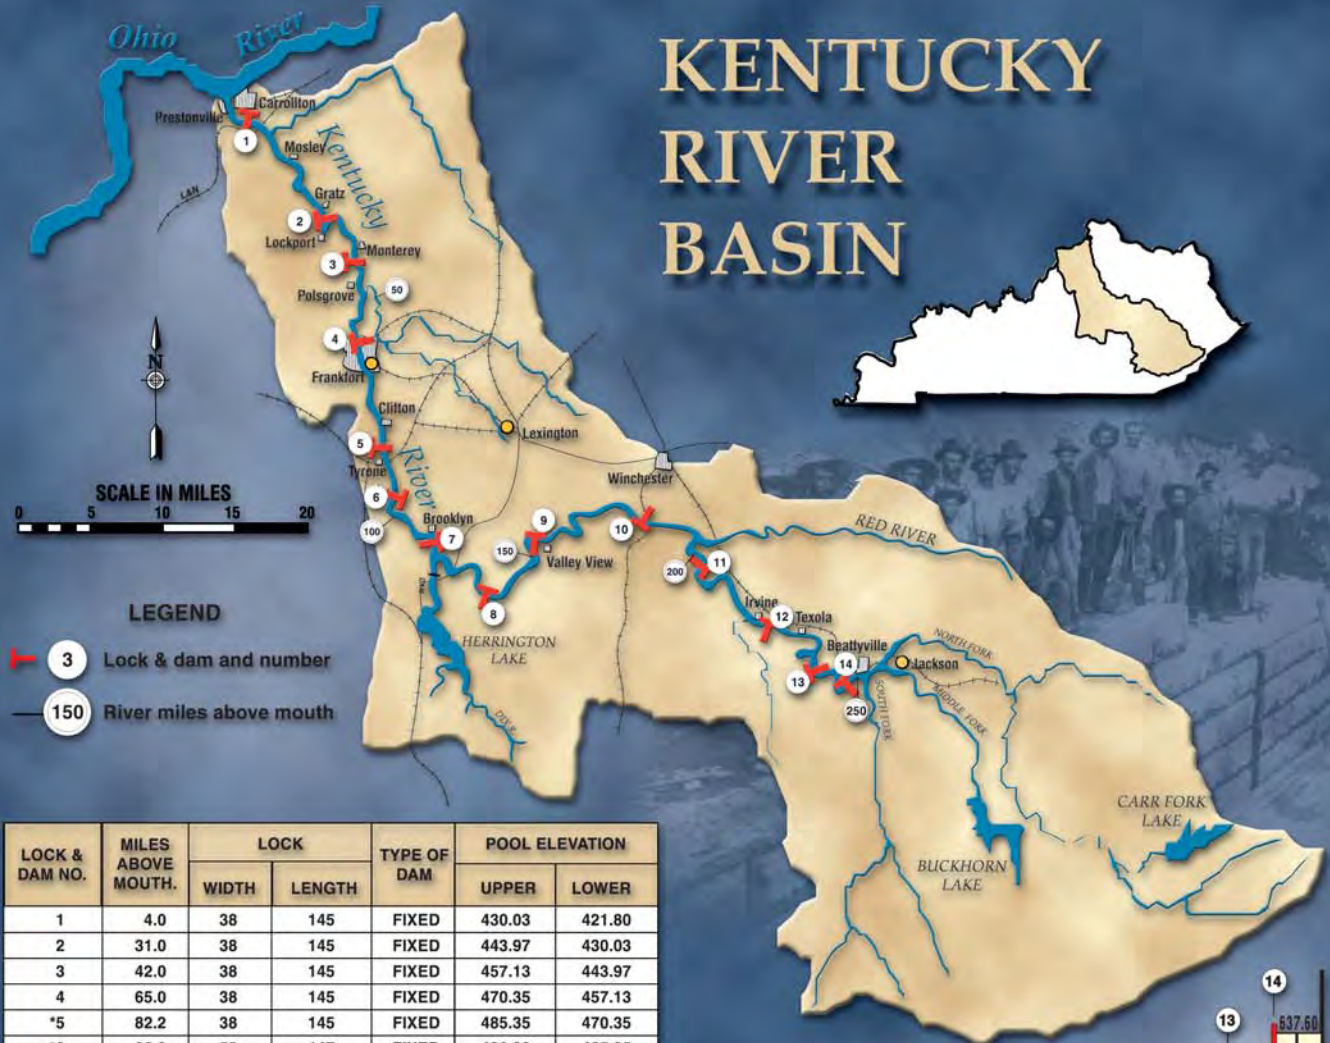 KENTUCKY
RIVER
BASIN
Ohio River
Carrollton
Prestonville
1
Mosley
Kentucky
L&N
Gratz
2
Lockport
Monterey
3
Polsgrove
50
4
Frankfort
N
Clifton
Lexington
5
River
Tyrone
Winchester
SCALE IN MILES
0 5 10 15 20
6
100
Brooklyn
7
9
10
RED RIVER
150
Valley View
200
11
8
HERRINGTON
LAKE
Irvine
12
Texola
LEGEND
3 Lock & dam and number
150 River miles above mouth
Beattyville
14
NORTH FORK
Jackson
13
250
SOUTH FORK
MIDDLE FORK
DIX R.
CARR FORK
LAKE
BUCKHORN
LAKE
LOCK & DAM NO. MILES ABOVE MOUTH. LOCK TYPE OF DAM POOL ELEVATION
WIDTH LENGTH UPPER LOWER
1 4.0 38 145 FIXED 430.03 421.80
2 31.0 38 145 FIXED 443.97 430.03
3 42.0 38 145 FIXED 457.13 443.97
4 65.0 38 145 FIXED 470.35 457.13
*5 82.2 38 145 FIXED 485.35 470.35
14
13
637.60